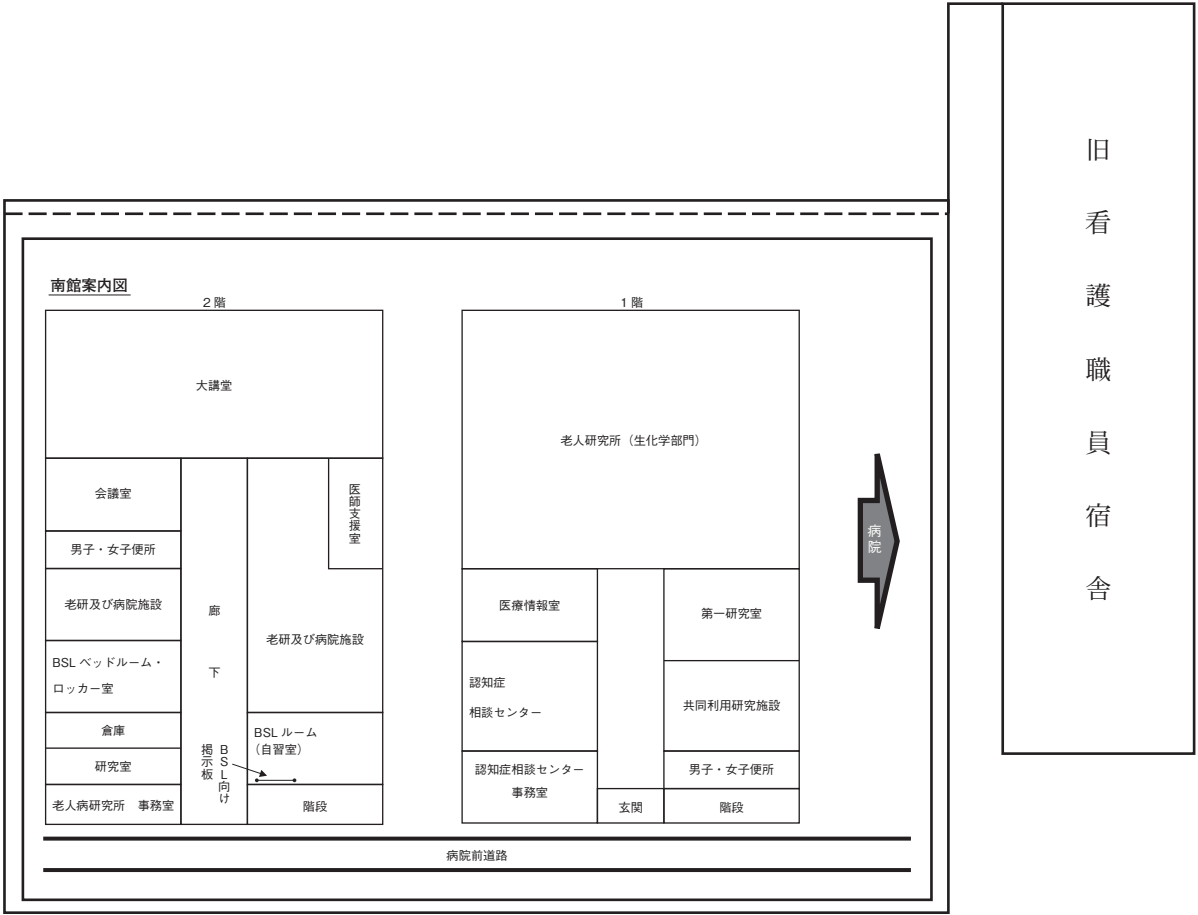 南館案内図
2 階
大講堂
会議室
男子・女子便所
老研及び病院施設
BSL ベッドルーム・
ロッカー室
倉庫
研究室
老人病研究所　事務室
廊下
BSL向け
掲示板
医師支援室
老研及び病院施設
BSL ルーム
（自習室）
階段
1 階
老人研究所（生化学部門）
医療情報室
認知症
相談センター
認知症相談センター
事務室
玄関
第一研究室
共同利用研究施設
男子・女子便所
階段
病院
病院前道路
旧看護職員宿舎